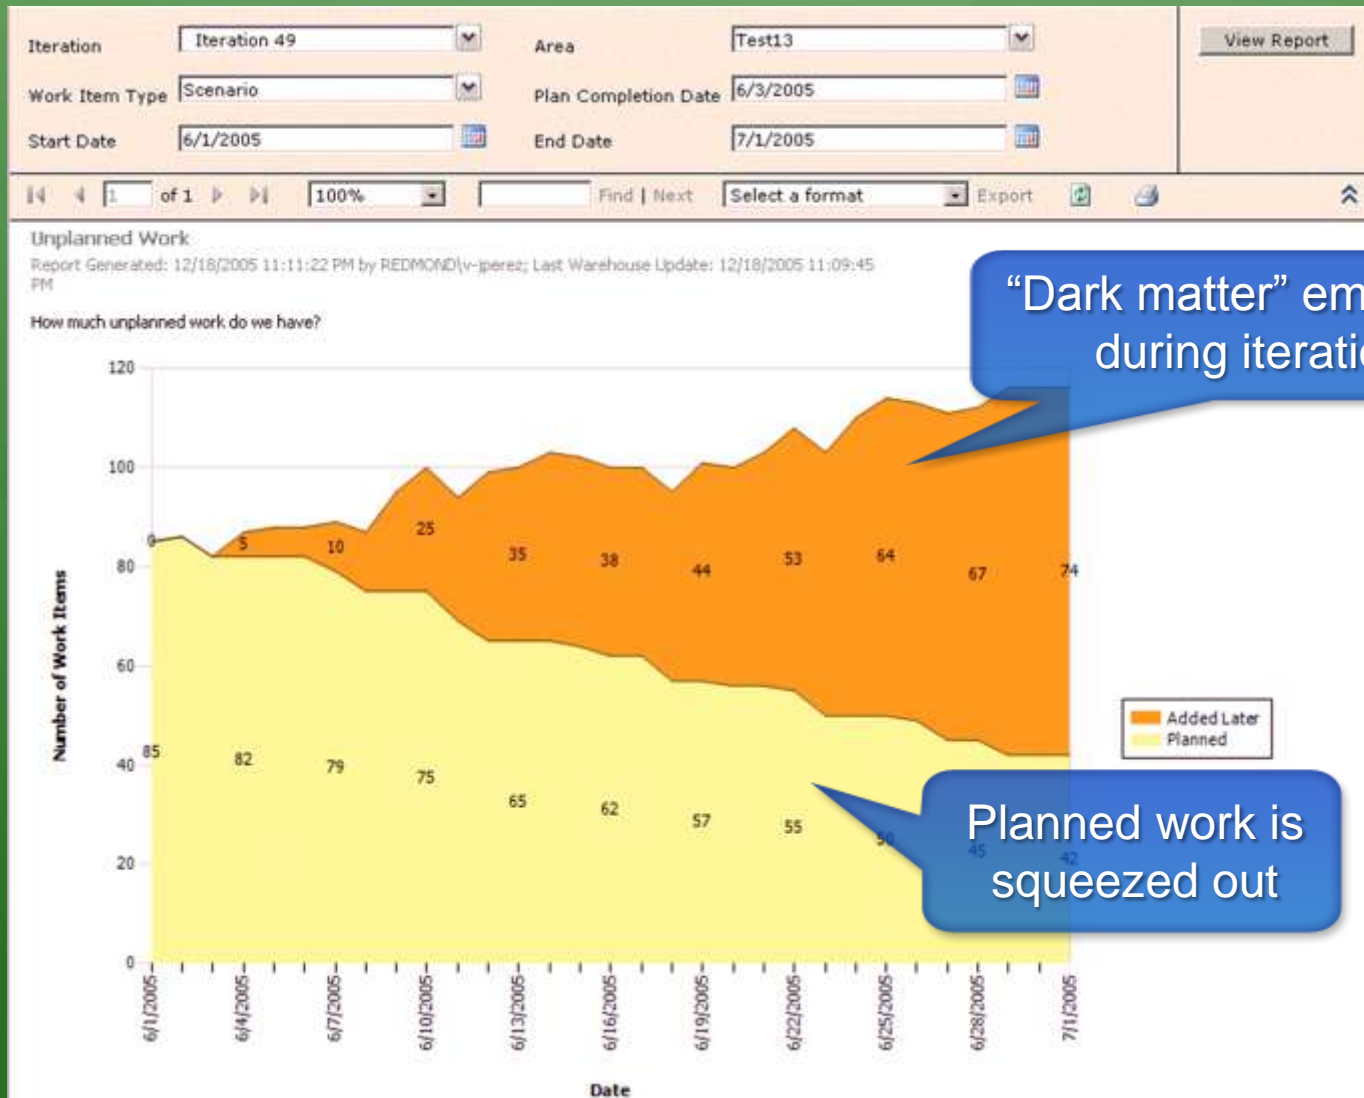 Iteration Iteration 49 Area Test13 View Report
Work Item Type Scenario Plan Completion Date 6/3/2005
Start Date 6/1/2005 End Date 7/1/2005
1 of 1 100% Find | Next Select a format Export
Unplanned Work
Report Generated: 12/18/2005 11:11:22 PM by REDMOND\v-jperez; Last Warehouse Update: 12/18/2005 11:09:45
PM
How much unplanned work do we have?
“Dark matter” em
during iterati
120
100
80
60
40
20
0
Number of Work Items
0 5 10 25 35 38 44 53 64 67 74
85 82 79 75 65 62 57 55 50 45 42
Added Later
Planned
Planned work is
squeezed out
6/1/2005 6/4/2005 6/7/2005 6/10/2005 6/13/2005 6/16/2005 6/19/2005 6/22/2005 6/25/2005 6/28/2005 7/1/2005
Date